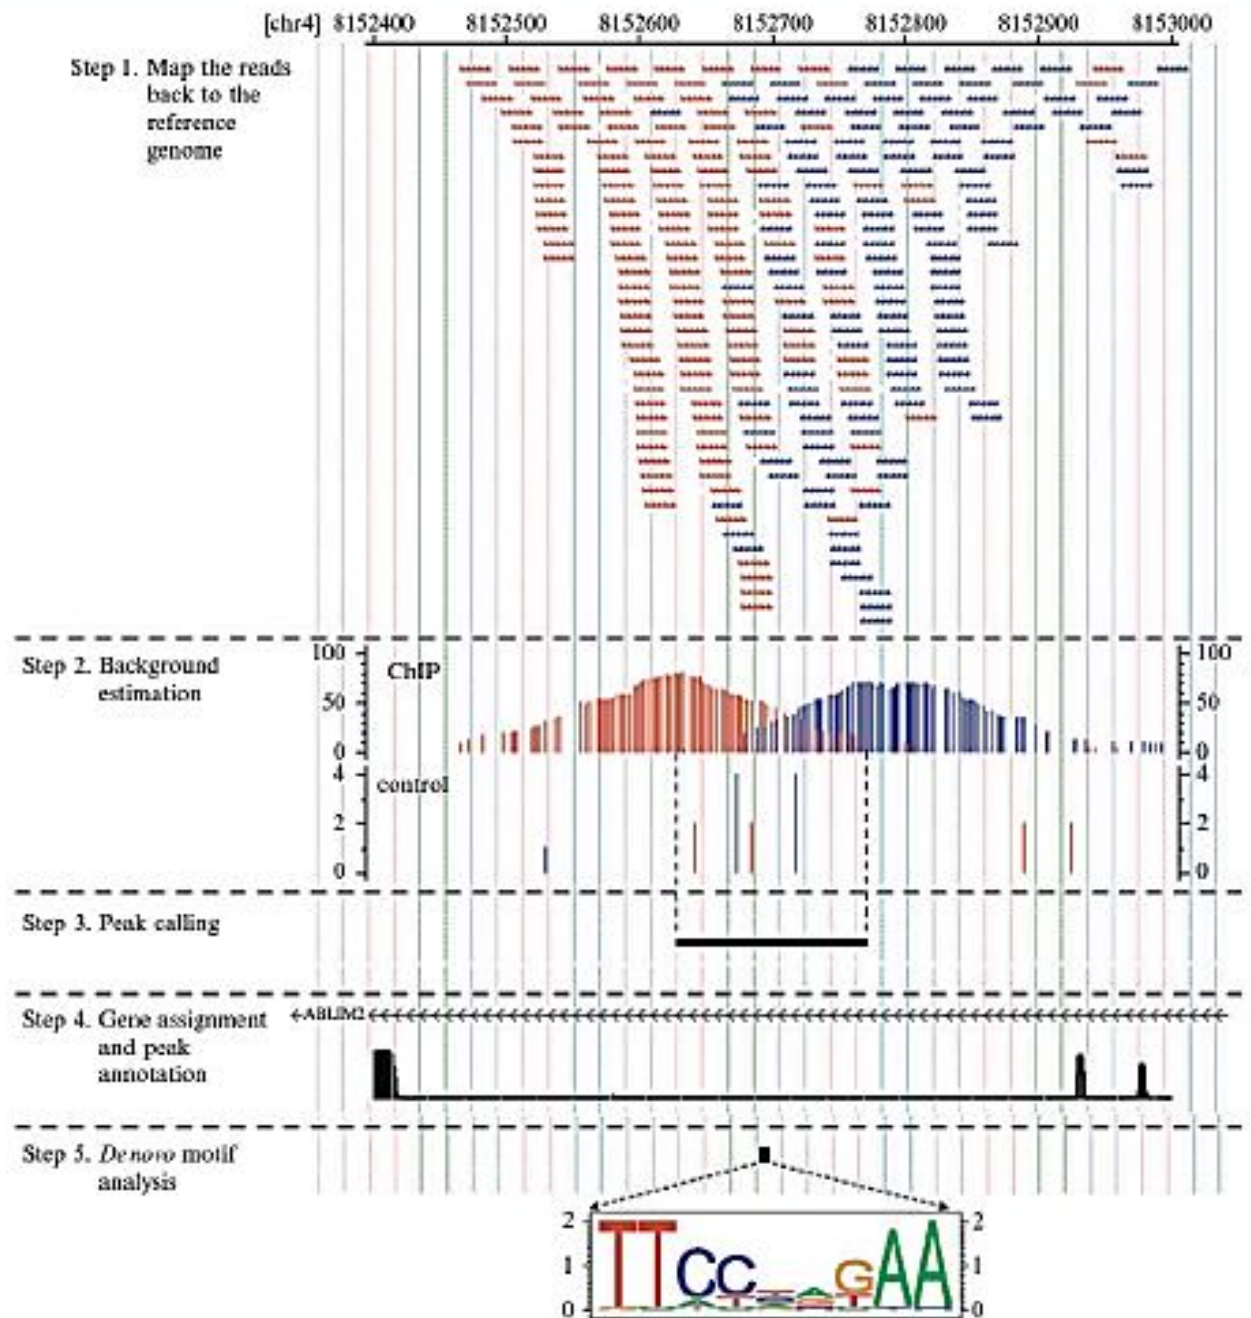 [chr4] 8152400 8152500 8152600 8152700 8152800 8152900 8153000
Step 1. Map the reads
back to the
reference
genome
Step 2. Background
estimation
100
50
0
ChIP
100
50
0
4
2
0
control
4
2
0
Step 3. Peak calling
Step 4. Gene assignment
and peak
annotation
ABLIM2
Step 5. De novo motif
analysis
2
1
0
TTCC
A
GAA
2
1
0